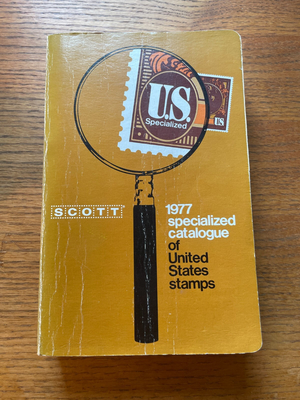 U.S.
Specialized
US
SCOTT
1977
specialized
catalogue
of
United
States
stamps